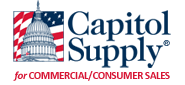 Capitol
Supply®
for COMMERCIAL/CONSUMER SALES